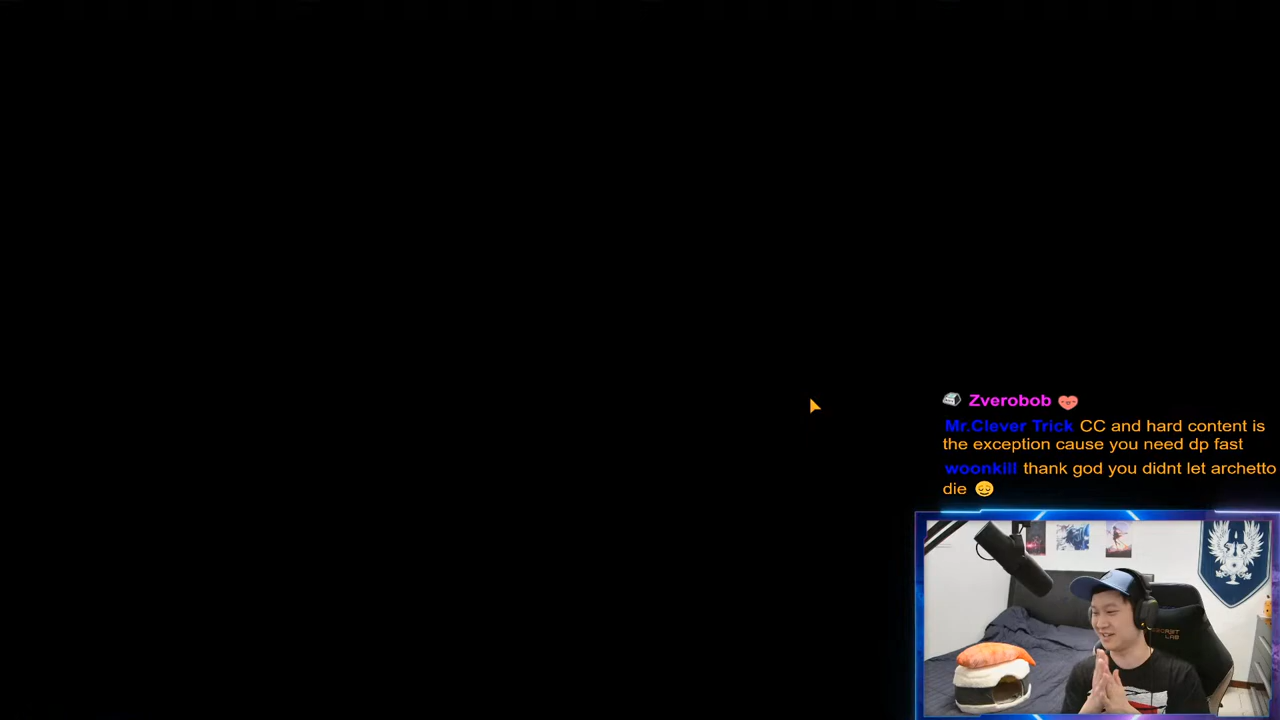 Zverobob
Mr.Clever Trick CC and hard content is
the exception cause you need dp fast
woonkill thank god you didnt let archetto
die